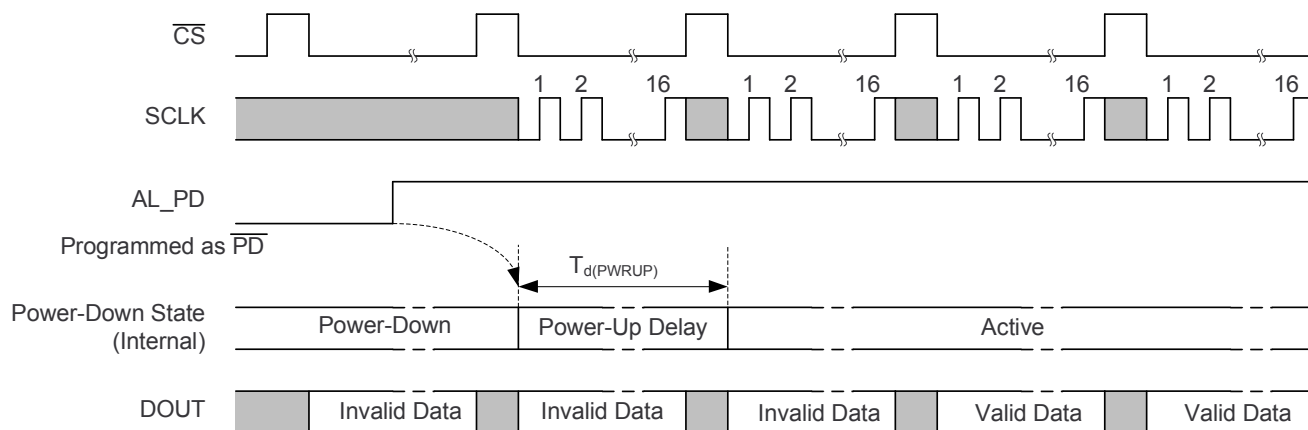 CS
1 2 16 1 2 16 1 2 16 1 2 16
SCLK
AL_PD
Programmed as PD
Td(PWRUP)
Power-Down State
(Internal)
Power-Down
Power-Up Delay
Active
DOUT
Invalid Data
Invalid Data
Invalid Data
Valid Data
Valid Data